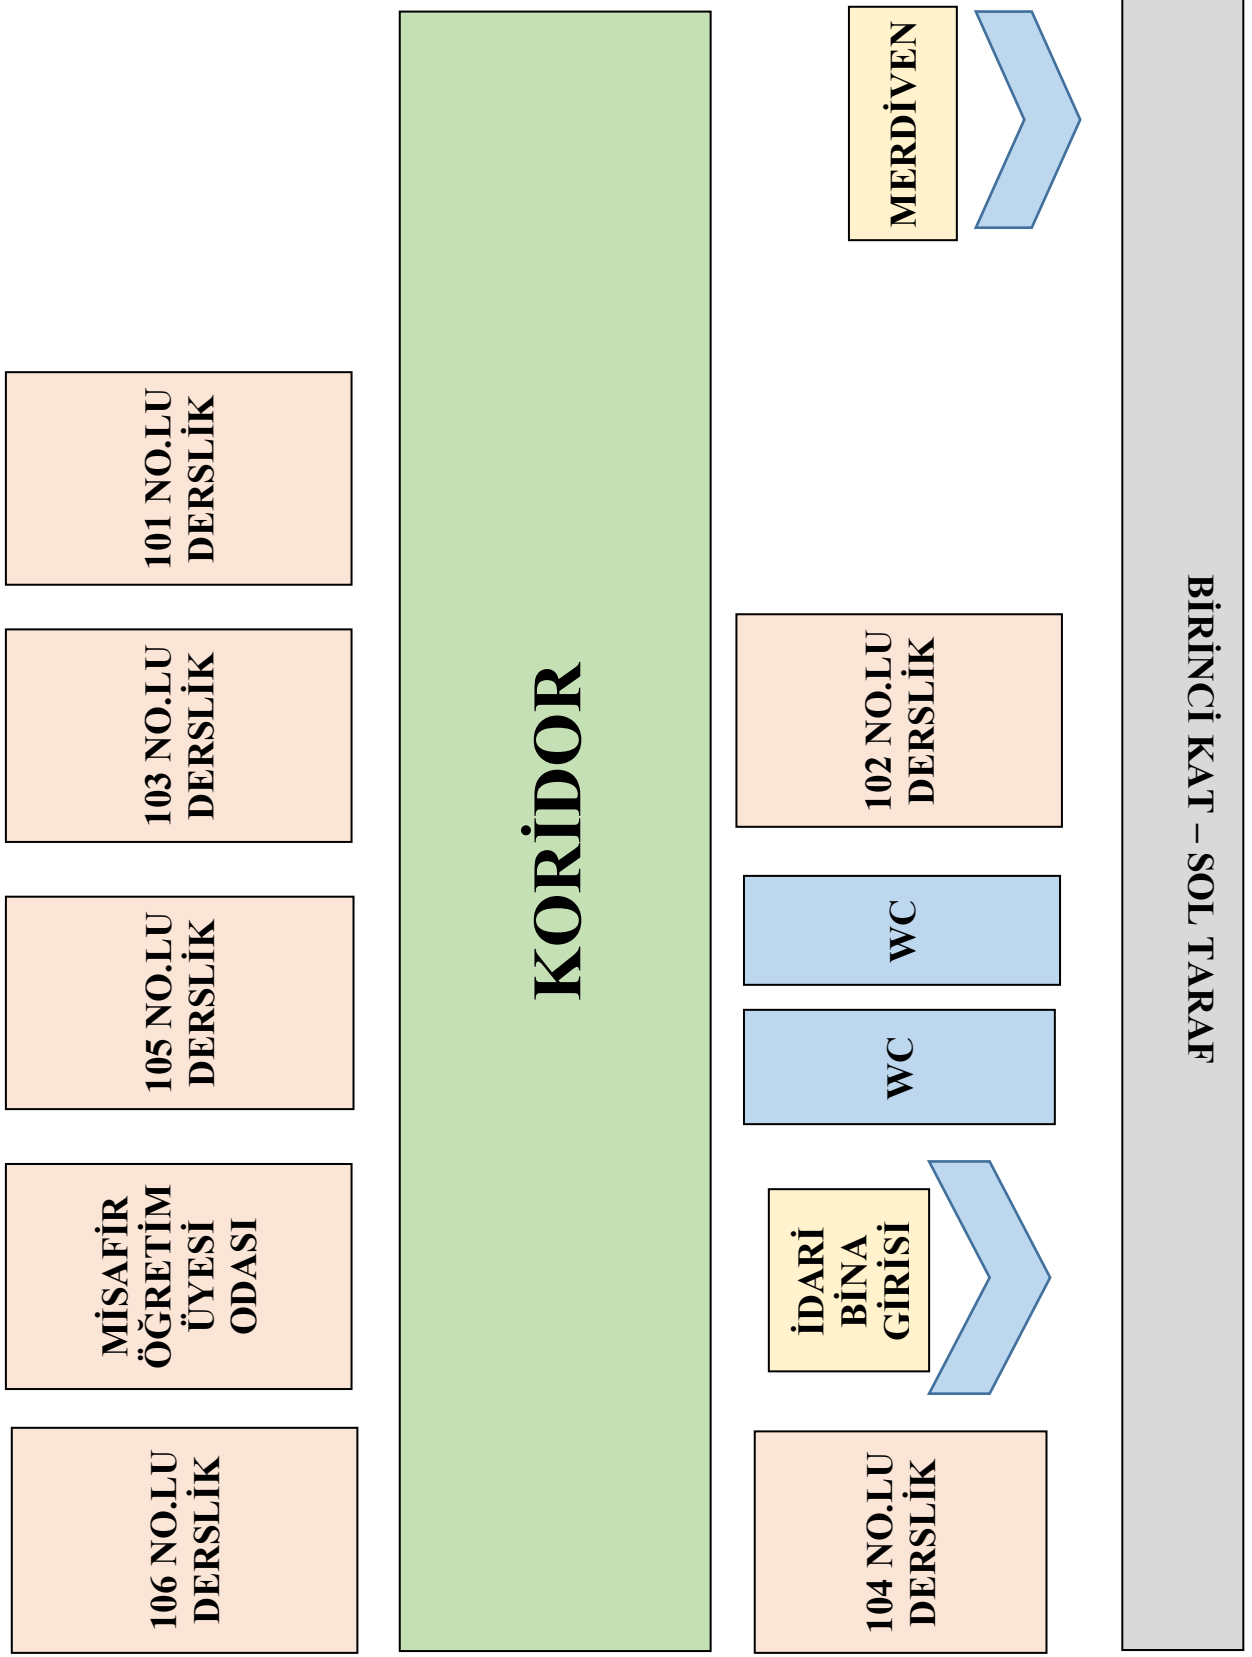 101 NO.LU
DERSLİK
103 NO.LU
DERSLİK
105 NO.LU
DERSLİK
MİSAFİR
ÖĞRETİM
ÜYESİ
ODASI
106 NO.LU
DERSLİK
KORİDOR
MERDİVEN
102 NO.LU
DERSLİK
WC
WC
İDARİ
BİNA
GİRİSİ
104 NO.LU
DERSLİK
BİRİNCİ KAT – SOL TARAF